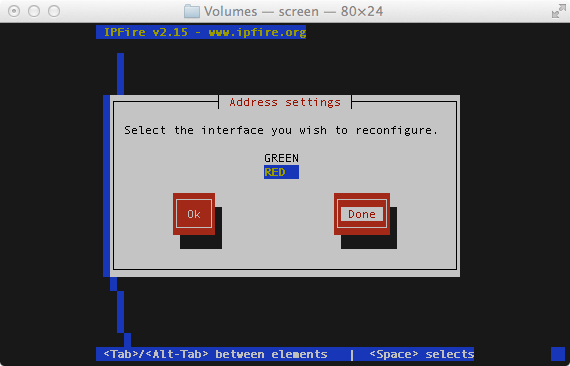 Volumes — screen — 80×24
IPFire v2.15 - www.ipfire.org
Address settings
Select the interface you wish to reconfigure.
GREEN
RED
Ok Done
<Tab>/<Alt-Tab> between elements | <Space> selects